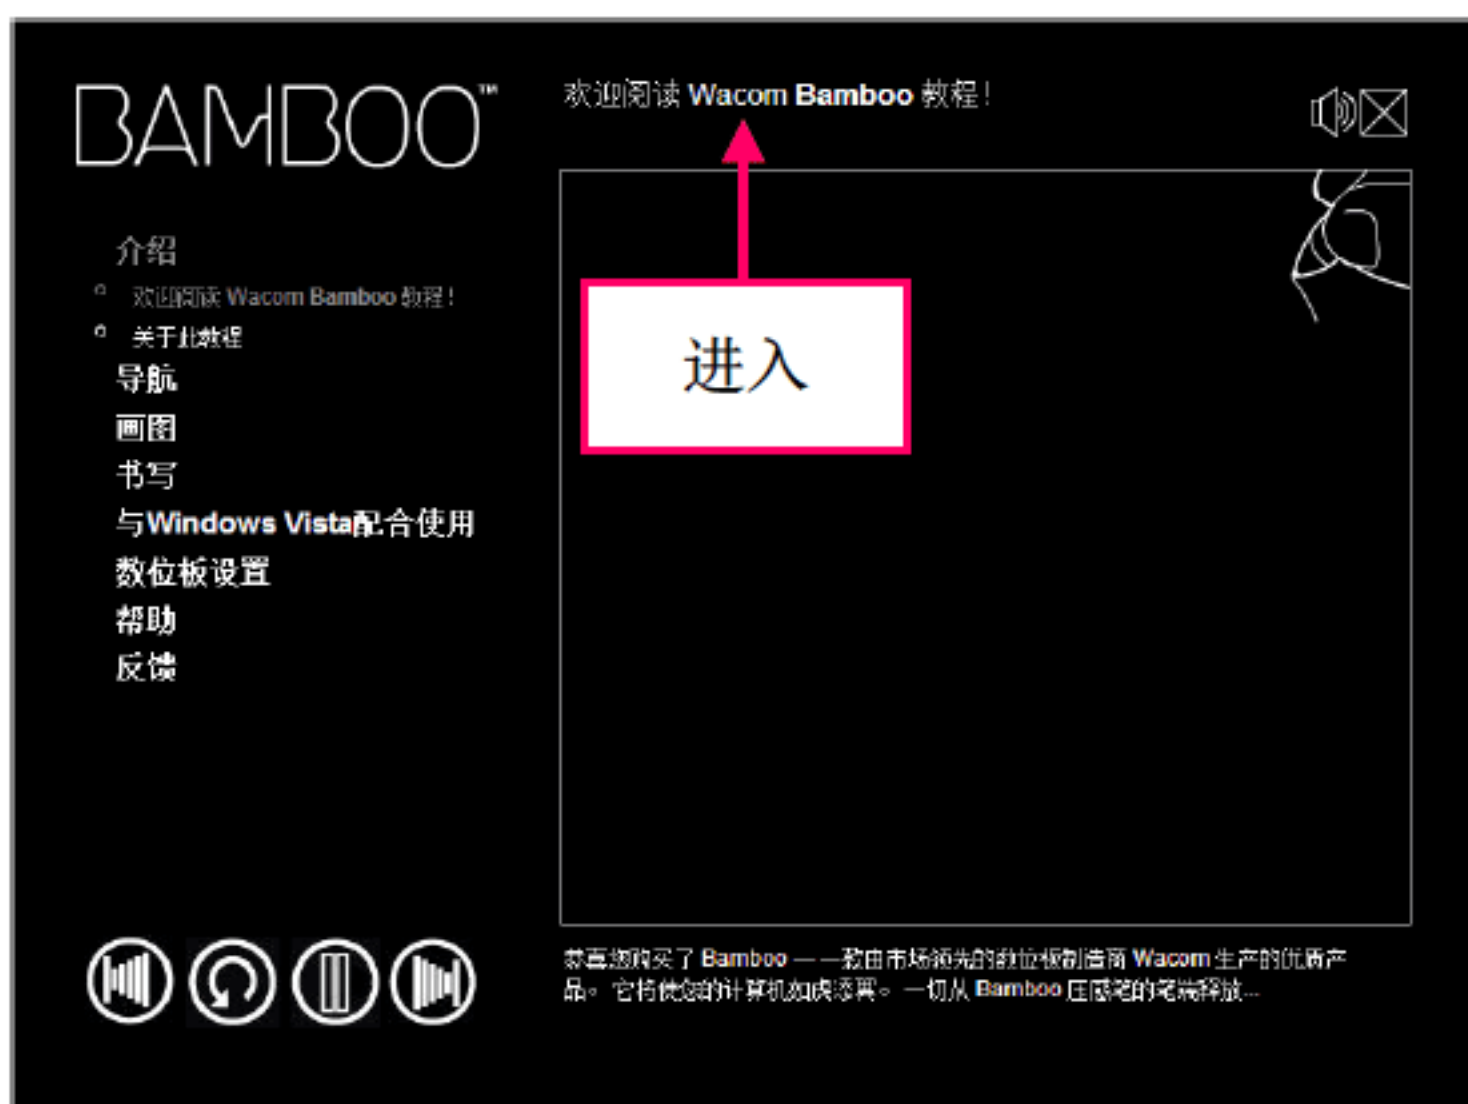 BAMBOO™
欢迎阅读 Wacom Bamboo 教程！
进入
介绍
欢迎阅读 Wacom Bamboo 教程！
关于此教程
导航
画图
书写
与Windows Vista配合使用
数位板设置
帮助
反馈
恭喜您购买了 Bamboo — —款由市场领先的数位板制造商 Wacom 生产的优质产
品。它将使您的计算机如虎添翼。一切从 Bamboo 压感笔的笔端释放...